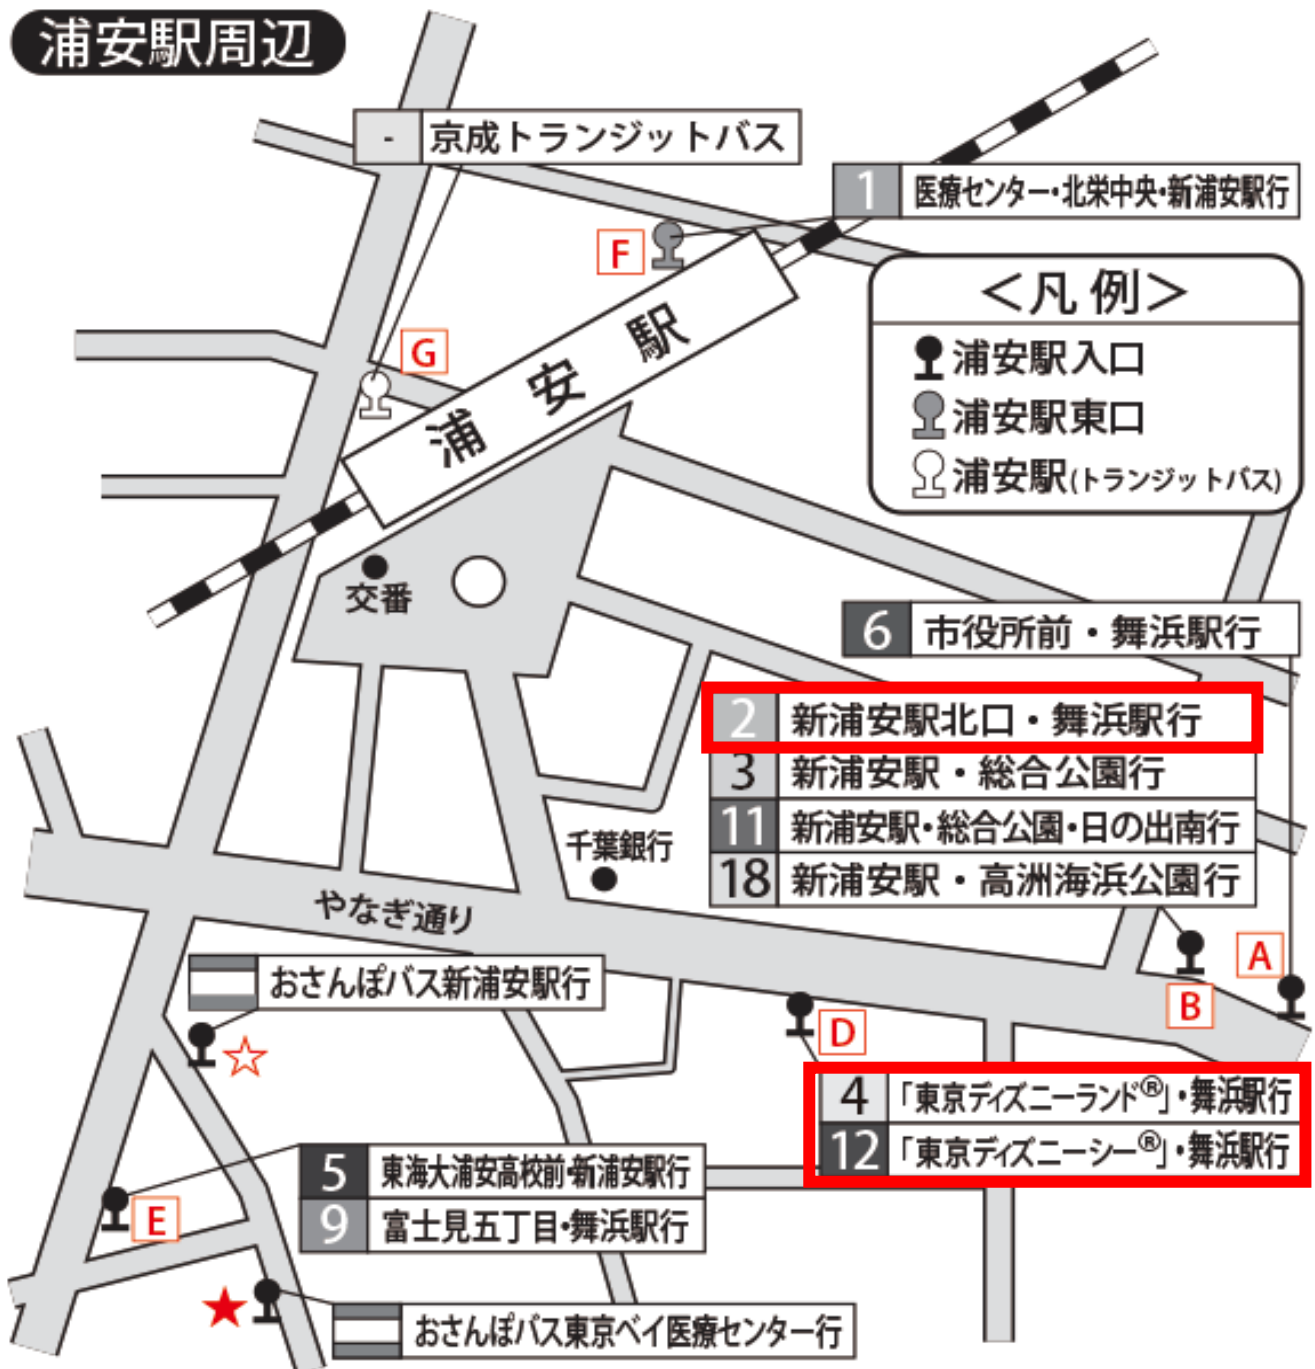 浦安駅周辺
- 京成トランジットバス
1 医療センター・北栄中央・新浦安駅行
F
＜凡例＞
浦安駅入口
浦安駅東口
浦安駅(トランジットバス)
G
浦安駅
交番
6 市役所前・舞浜駅行
2 新浦安駅北口・舞浜駅行
3 新浦安駅・総合公園行
11 新浦安駅・総合公園・日の出南行
18 新浦安駅・高洲海浜公園行
千葉銀行
やなぎ通り
A
B
おさんぽバス新浦安駅行
☆
D
4 「東京ディズニーランド®」・舞浜駅行
12 「東京ディズニーシー®」・舞浜駅行
5 東海大浦安高校前・新浦安駅行
9 富士見五丁目・舞浜駅行
E
★
おさんぽバス東京ベイ医療センター行